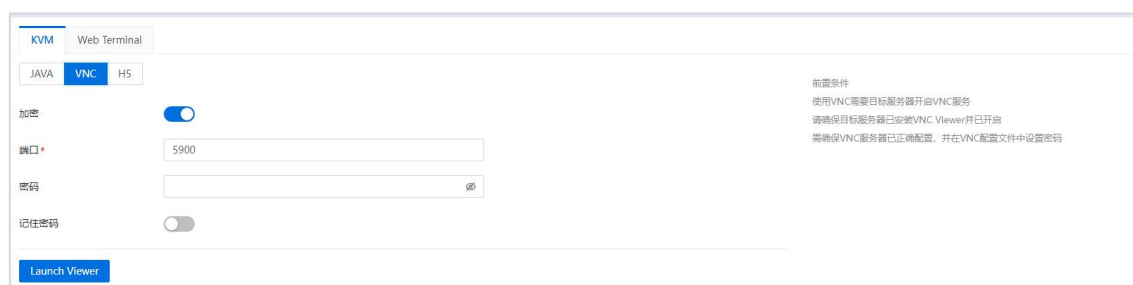 KVM Web Terminal
JAVA VNC H5
加密
端口* 5900
密码
记住密码
Launch Viewer
前置条件
使用VNC需要目标服务器开启VNC服务
请确保目标服务器已安装VNC Viewer并已开启
需确保VNC服务器已正确配置，并在VNC配置文件中设置密码